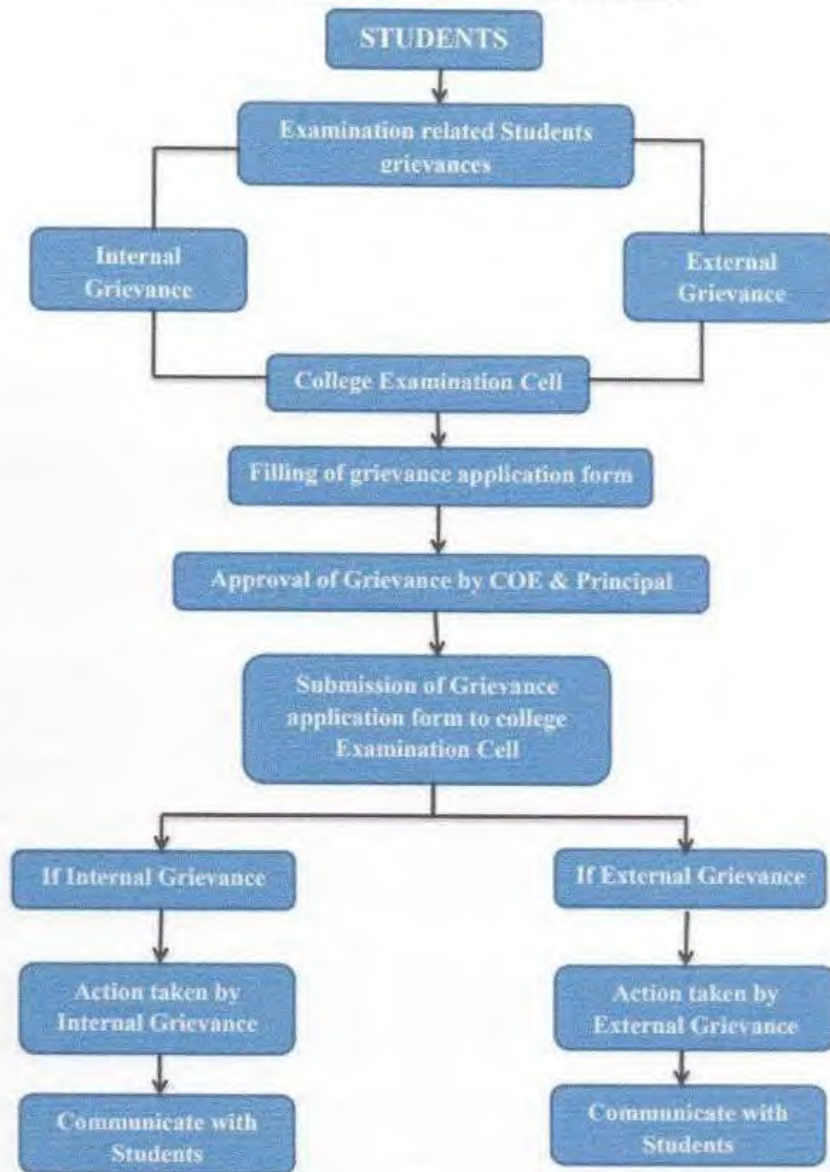 STUDENTS
Examination related Students
grievances
Internal
Grievance
External
Grievance
College Examination Cell
Filling of grievance application form
Approval of Grievance by COE & Principal
Submission of Grievance
application form to college
Examination Cell
If Internal Grievance
If External Grievance
Action taken by
Internal Grievance
Action taken by
External Grievance
Communicate with
Students
Communicate with
Students